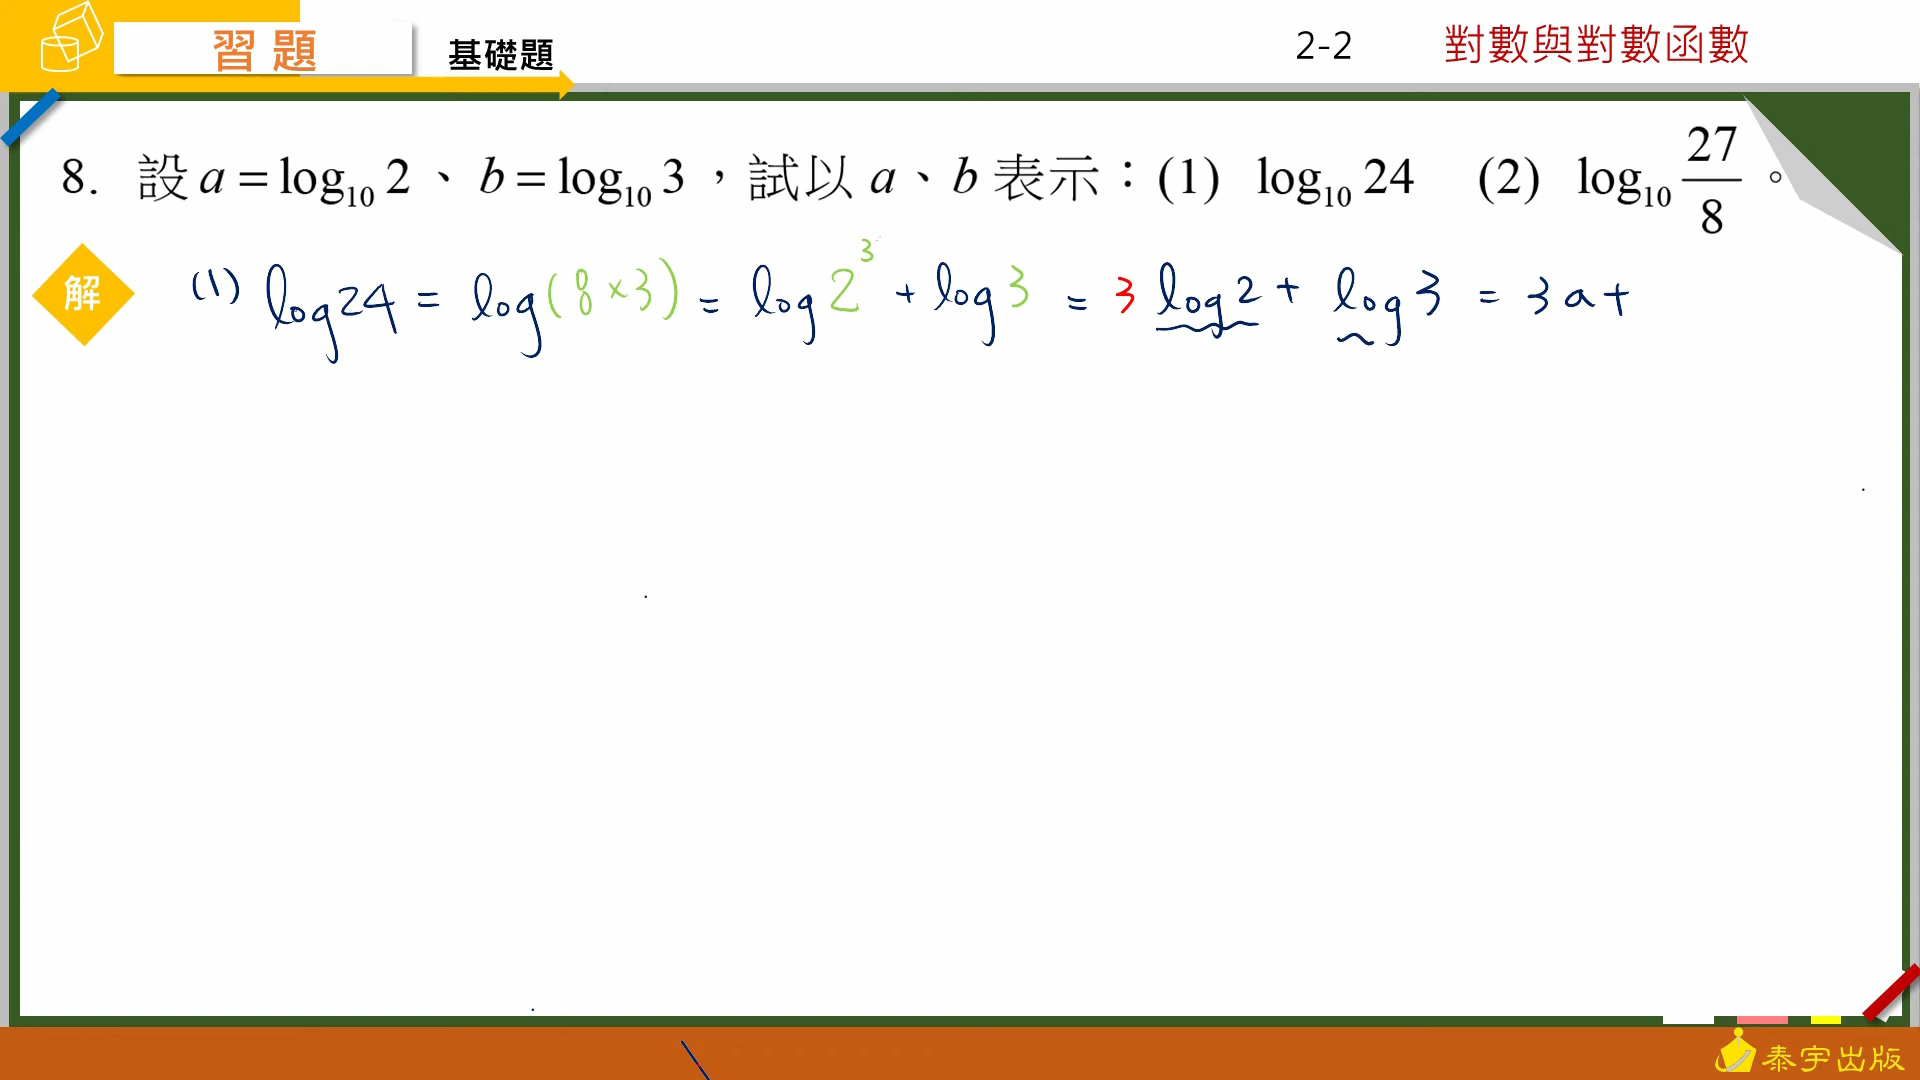 習題
基礎題
2-2 對數與對數函數
8. 設 a = log₁₀ 2、b = log₁₀ 3，試以 a、b 表示：(1) log₁₀ 24 (2) log₁₀ 27/8。
解
(1) log24 = log(8×3) = log2³ + log3 = 3 log2 + log3 = 3a+
泰宇出版